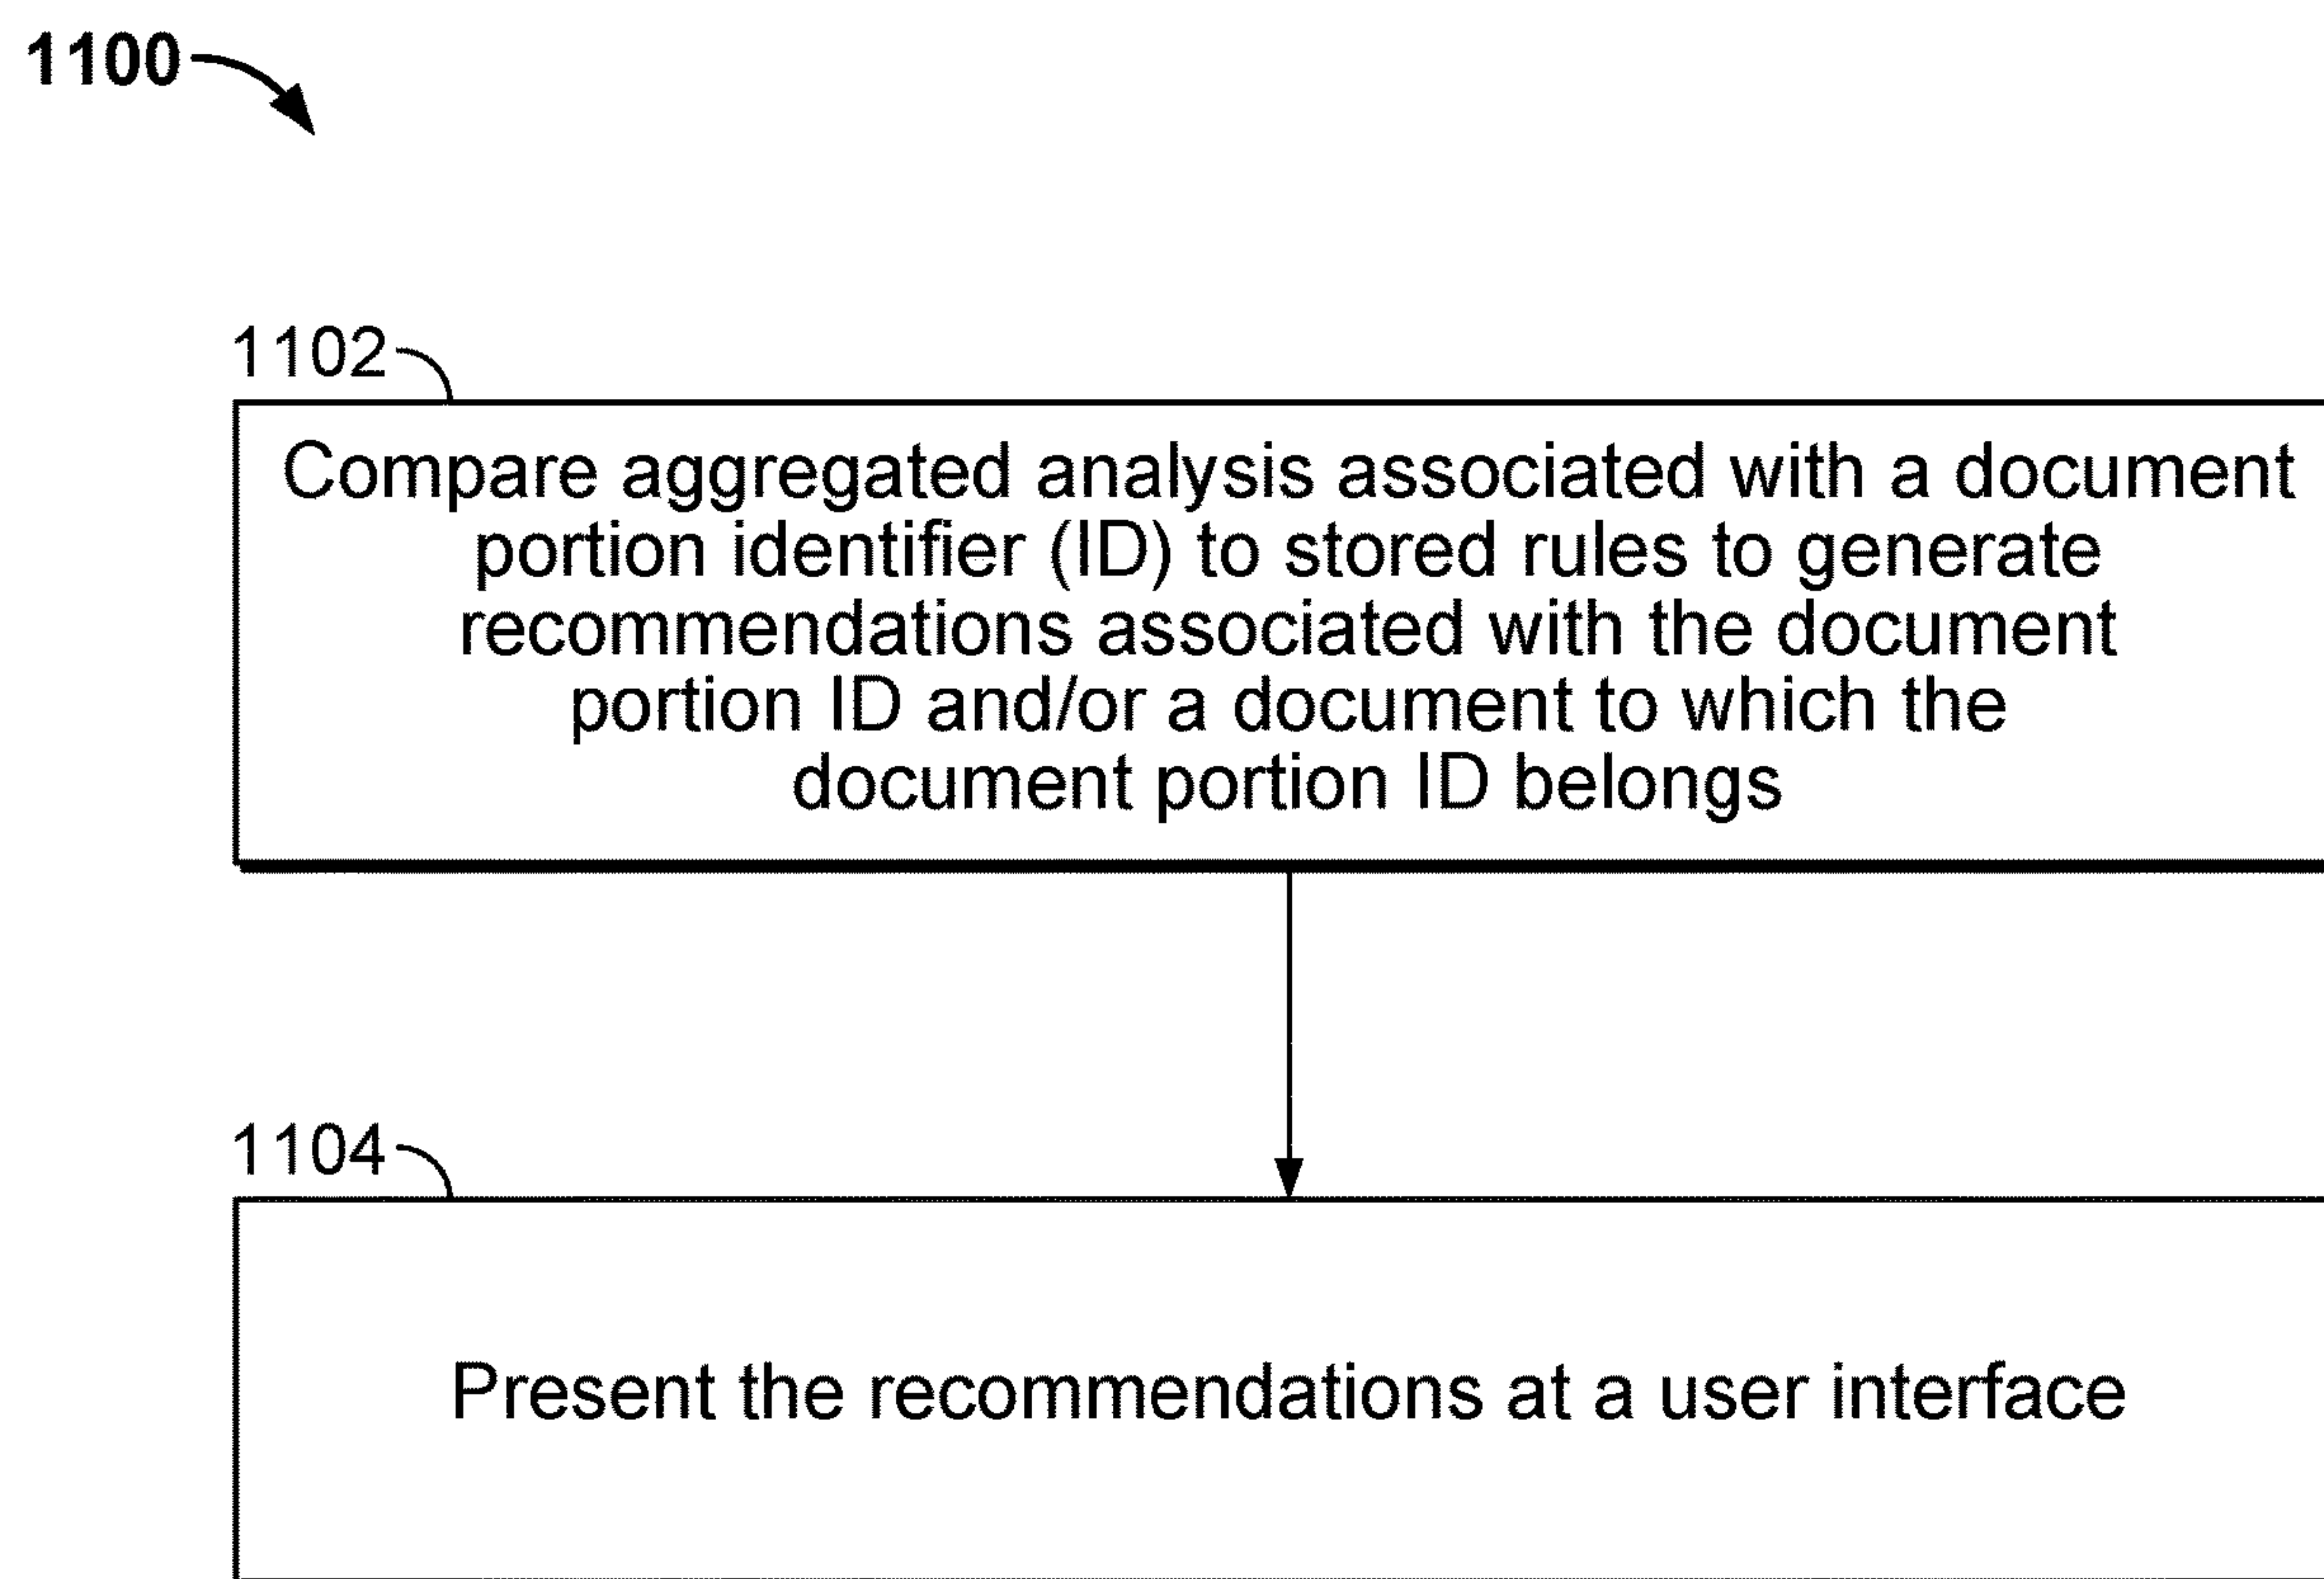 1100
1102
Compare aggregated analysis associated with a document
portion identifier (ID) to stored rules to generate
recommendations associated with the document
portion ID and/or a document to which the
document portion ID belongs
1104
Present the recommendations at a user interface